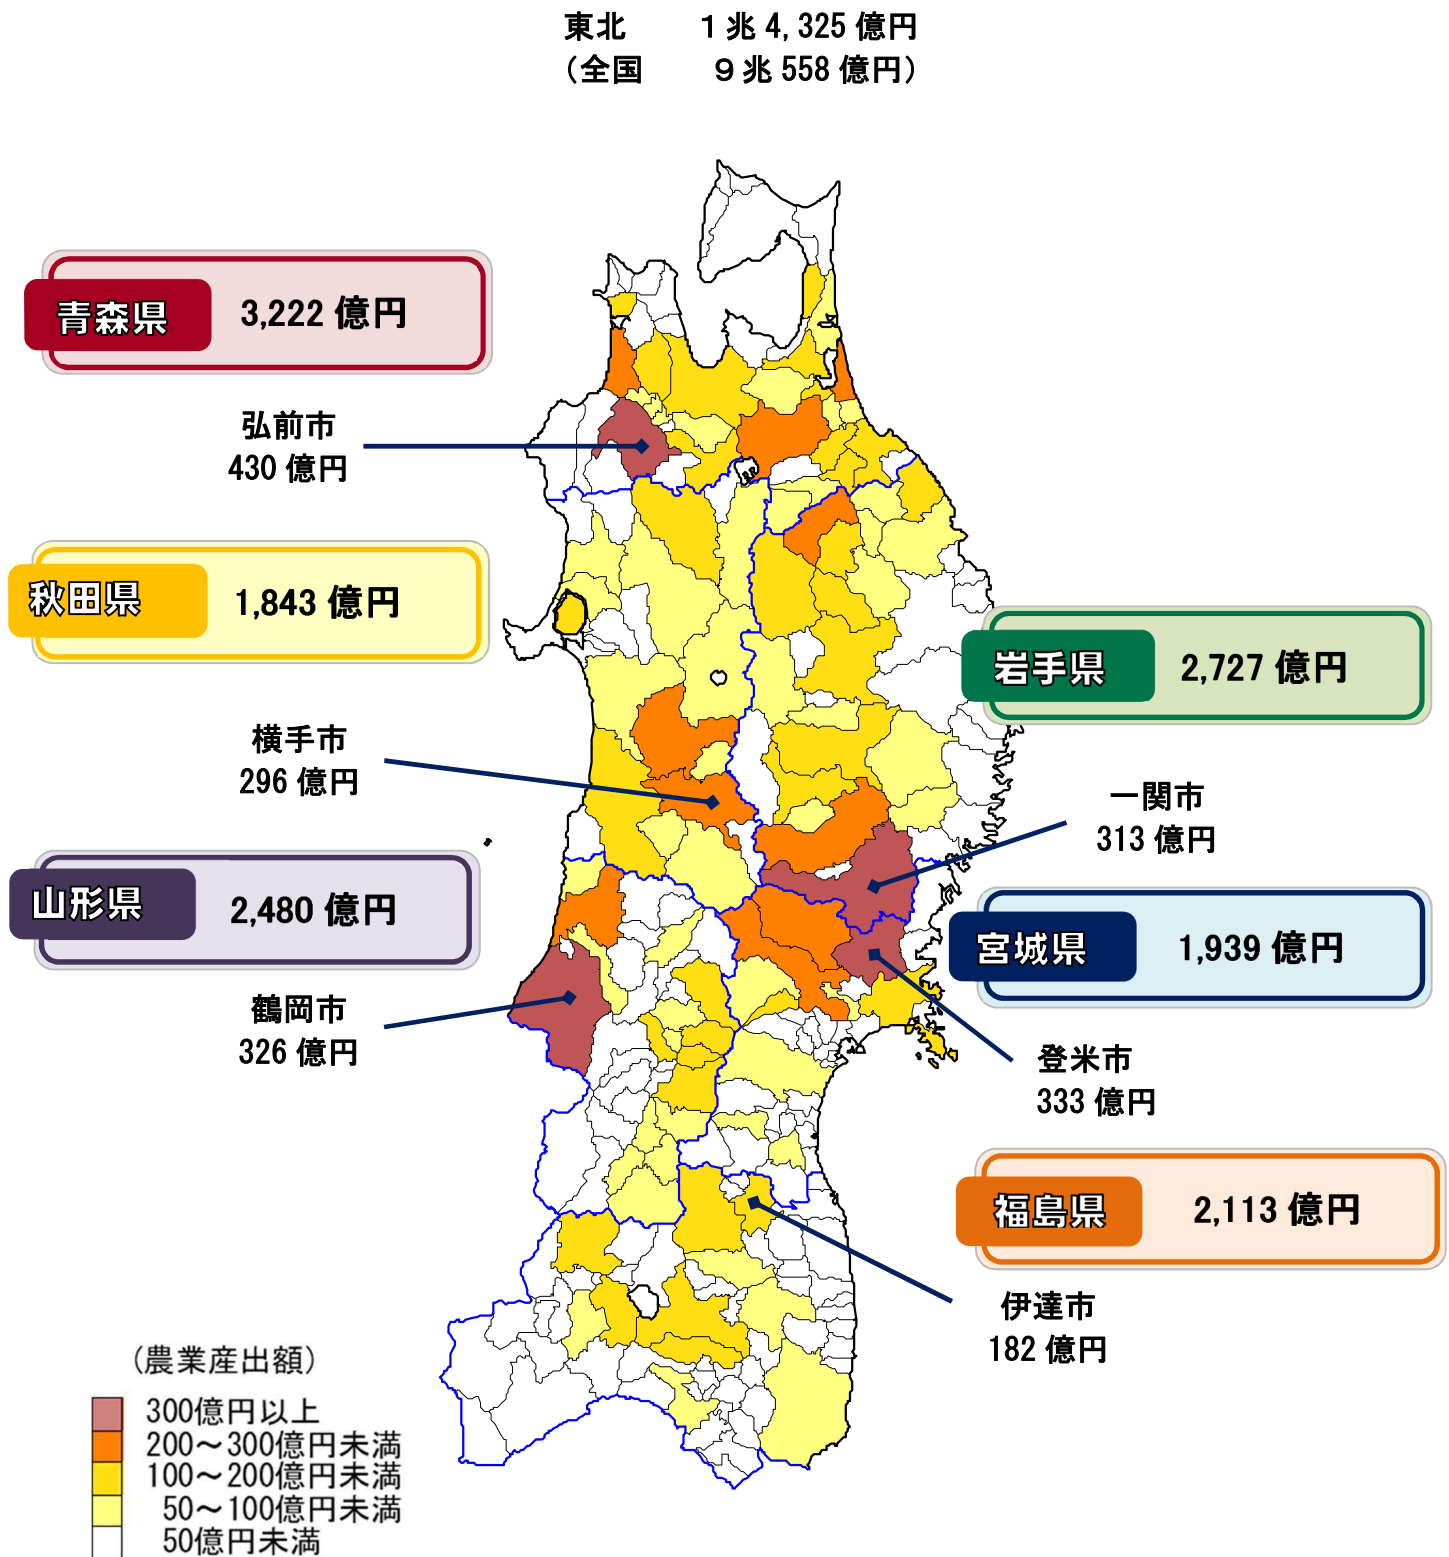 東北 1兆4,325億円
（全国 9兆558億円）
青森県 3,222億円
弘前市
430億円
秋田県 1,843億円
岩手県 2,727億円
横手市
296億円
一関市
313億円
山形県 2,480億円
宮城県 1,939億円
鶴岡市
326億円
登米市
333億円
福島県 2,113億円
伊達市
182億円
（農業産出額）
300億円以上
200～300億円未満
100～200億円未満
50～100億円未満
50億円未満